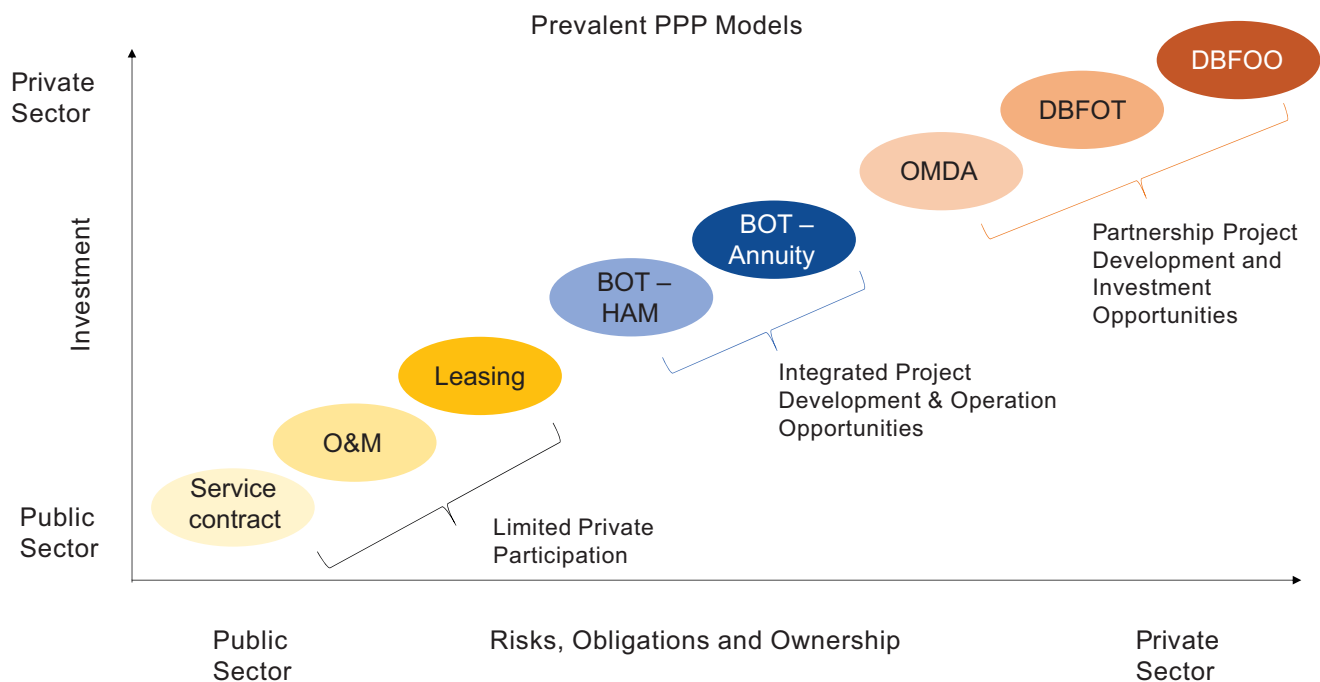 Prevalent PPP Models
Private
Sector
Investment
Public
Sector
DBFOO
DBFOT
OMDA
BOT –
Annuity
BOT –
HAM
Leasing
O&M
Service
contract
Partnership Project
Development and
Investment
Opportunities
Integrated Project
Development & Operation
Opportunities
Limited Private
Participation
Public
Sector
Risks, Obligations and Ownership
Private
Sector